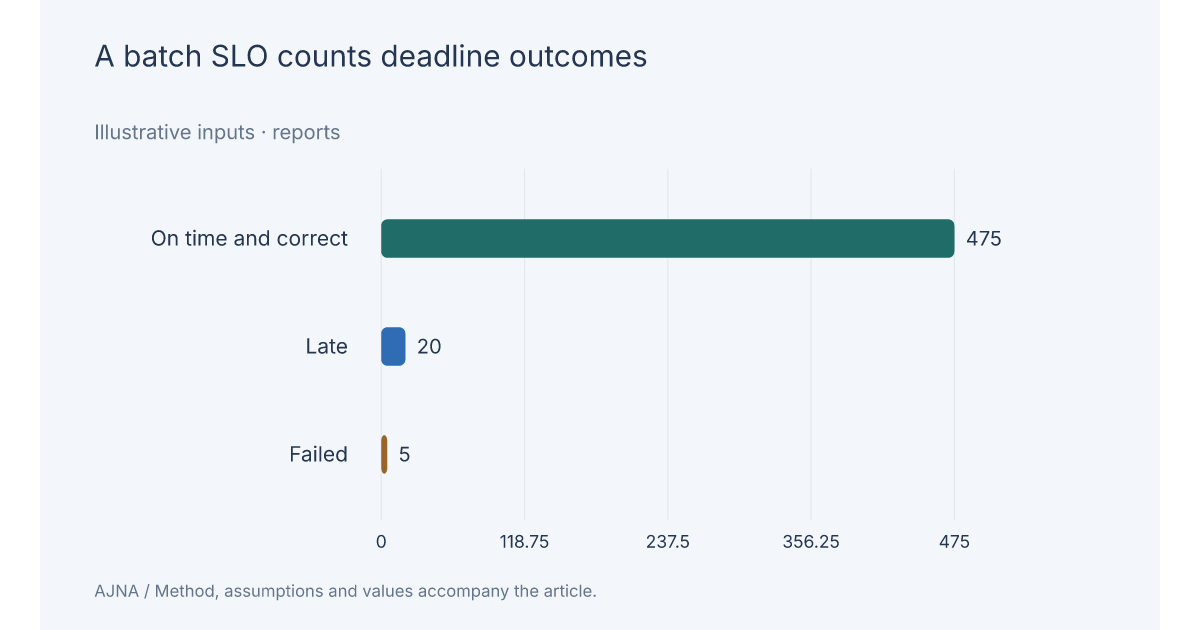 A batch SLO counts deadline outcomes
Illustrative inputs · reports
On time and correct 475
Late 20
Failed 5
0 118.75 237.5 356.25 475
AJNA / Method, assumptions and values accompany the article.